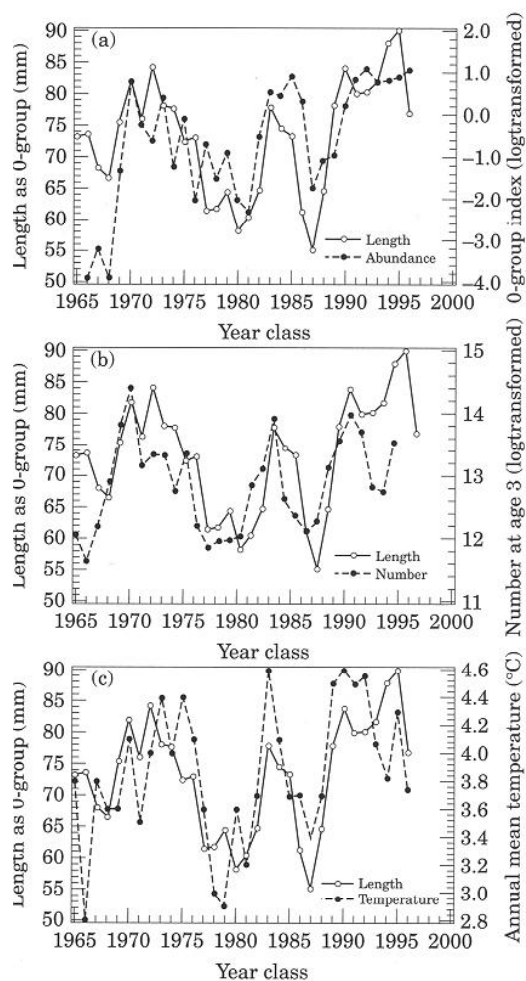 (a)
90
85
80
75
70
65
60
55
50
Length as 0-group (mm)
2.0
1.0
0.0
−1.0
−2.0
−3.0
−4.0
0-group index (logtransformed)
Length
Abundance
1965 1970 1975 1980 1985 1990 1995 2000
Year class
(b)
90
85
80
75
70
65
60
55
50
Length as 0-group (mm)
15
14
13
12
11
Number at age 3 (logtransformed)
Length
Number
1965 1970 1975 1980 1985 1990 1995 2000
Year class
(c)
90
85
80
75
70
65
60
55
50
Length as 0-group (mm)
4.6
4.4
4.2
4.0
3.8
3.6
3.4
3.2
3.0
2.8
Annual mean temperature (°C)
Length
Temperature
1965 1970 1975 1980 1985 1990 1995 2000
Year class